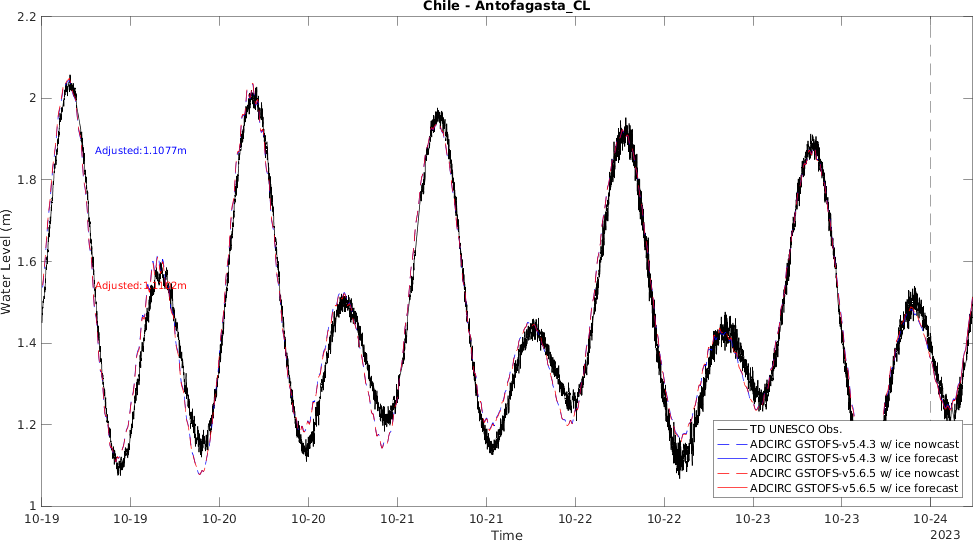 Chile - Antofagasta_CL
2.2
2
1.8
1.6
1.4
1.2
1
Water Level (m)
Adjusted:1.1077m
10-19
10-19
10-20
10-20
10-21
10-21
10-22
10-22
10-23
10-23
10-24
2023
Time
TD UNESCO Obs.
ADCIRC GSTOFS-v5.4.3 w/ ice nowcast
ADCIRC GSTOFS-v5.4.3 w/ ice forecast
ADCIRC GSTOFS-v5.6.5 w/ ice nowcast
ADCIRC GSTOFS-v5.6.5 w/ ice forecast